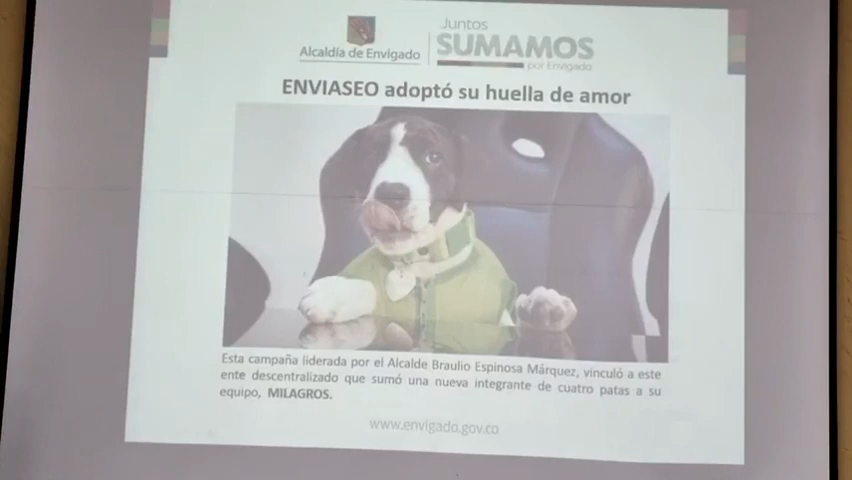 Juntos
Alcaldía de Envigado
SUMAMOS
por Envigado
ENVIASEO adoptó su huella de amor
Esta campaña liderada por el Alcalde Braulio Espinosa Márquez, vinculó a este
ente descentralizado que sumó una nueva integrante de cuatro patas a su
equipo, MILAGROS.
www.envigado.gov.co